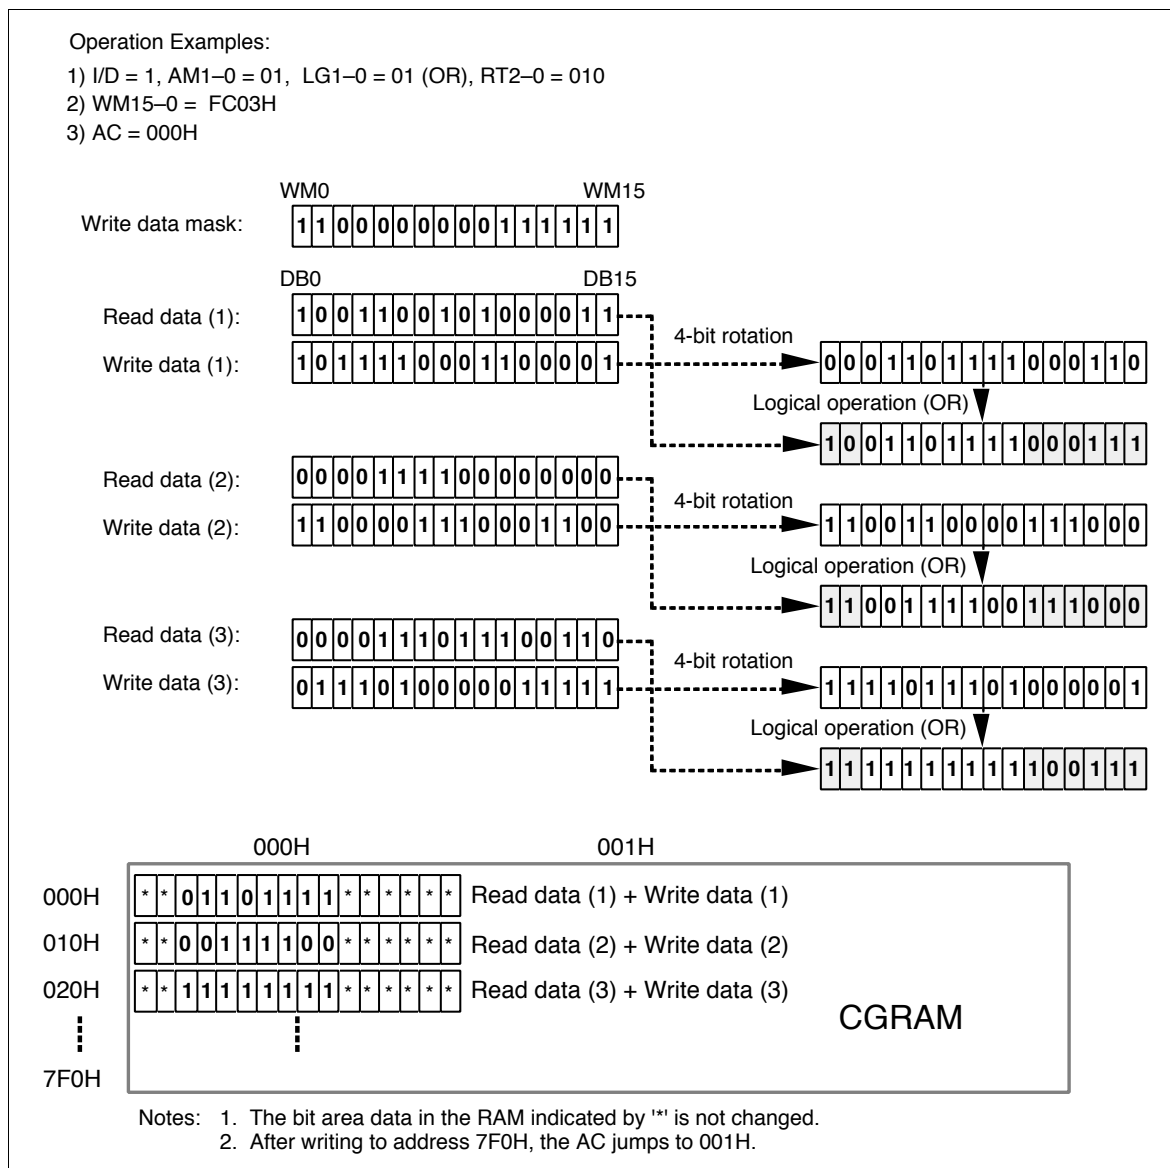 Operation Examples:
1) I/D = 1, AM1–0 = 01, LG1–0 = 01 (OR), RT2–0 = 010
2) WM15–0 = FC03H
3) AC = 000H
WM0 WM15
Write data mask: 1 1 0 0 0 0 0 0 0 0 1 1 1 1 1 1
DB0 DB15
Read data (1): 1 0 0 1 1 0 0 1 0 1 0 0 0 0 1 1
4-bit rotation
Write data (1): 1 0 1 1 1 1 0 0 0 1 1 0 0 0 0 1 0 0 0 1 1 0 1 1 1 1 0 0 0 1 1 0
Logical operation (OR)
1 0 0 1 1 0 1 1 1 1 0 0 0 1 1 1
Read data (2): 0 0 0 0 1 1 1 1 0 0 0 0 0 0 0 0
4-bit rotation
Write data (2): 1 1 0 0 0 0 1 1 1 0 0 0 1 1 0 0 1 1 0 0 1 1 0 0 0 0 1 1 1 0 0 0
Logical operation (OR)
1 1 0 0 1 1 1 1 0 0 1 1 1 0 0 0
Read data (3): 0 0 0 0 1 1 1 0 1 1 1 0 0 1 1 0
4-bit rotation
Write data (3): 0 1 1 1 0 1 0 0 0 0 0 1 1 1 1 1 1 1 1 1 0 1 1 1 0 1 0 0 0 0 0 1
Logical operation (OR)
1 1 1 1 1 1 1 1 1 1 1 0 0 1 1 1
000H 001H
000H * * 0 1 1 0 1 1 1 1 * * * * * * Read data (1) + Write data (1)
010H * * 0 0 1 1 1 1 0 0 * * * * * * Read data (2) + Write data (2)
020H * * 1 1 1 1 1 1 1 1 * * * * * * Read data (3) + Write data (3)
CGRAM
7F0H
Notes: 1. The bit area data in the RAM indicated by '*' is not changed.
2. After writing to address 7F0H, the AC jumps to 001H.